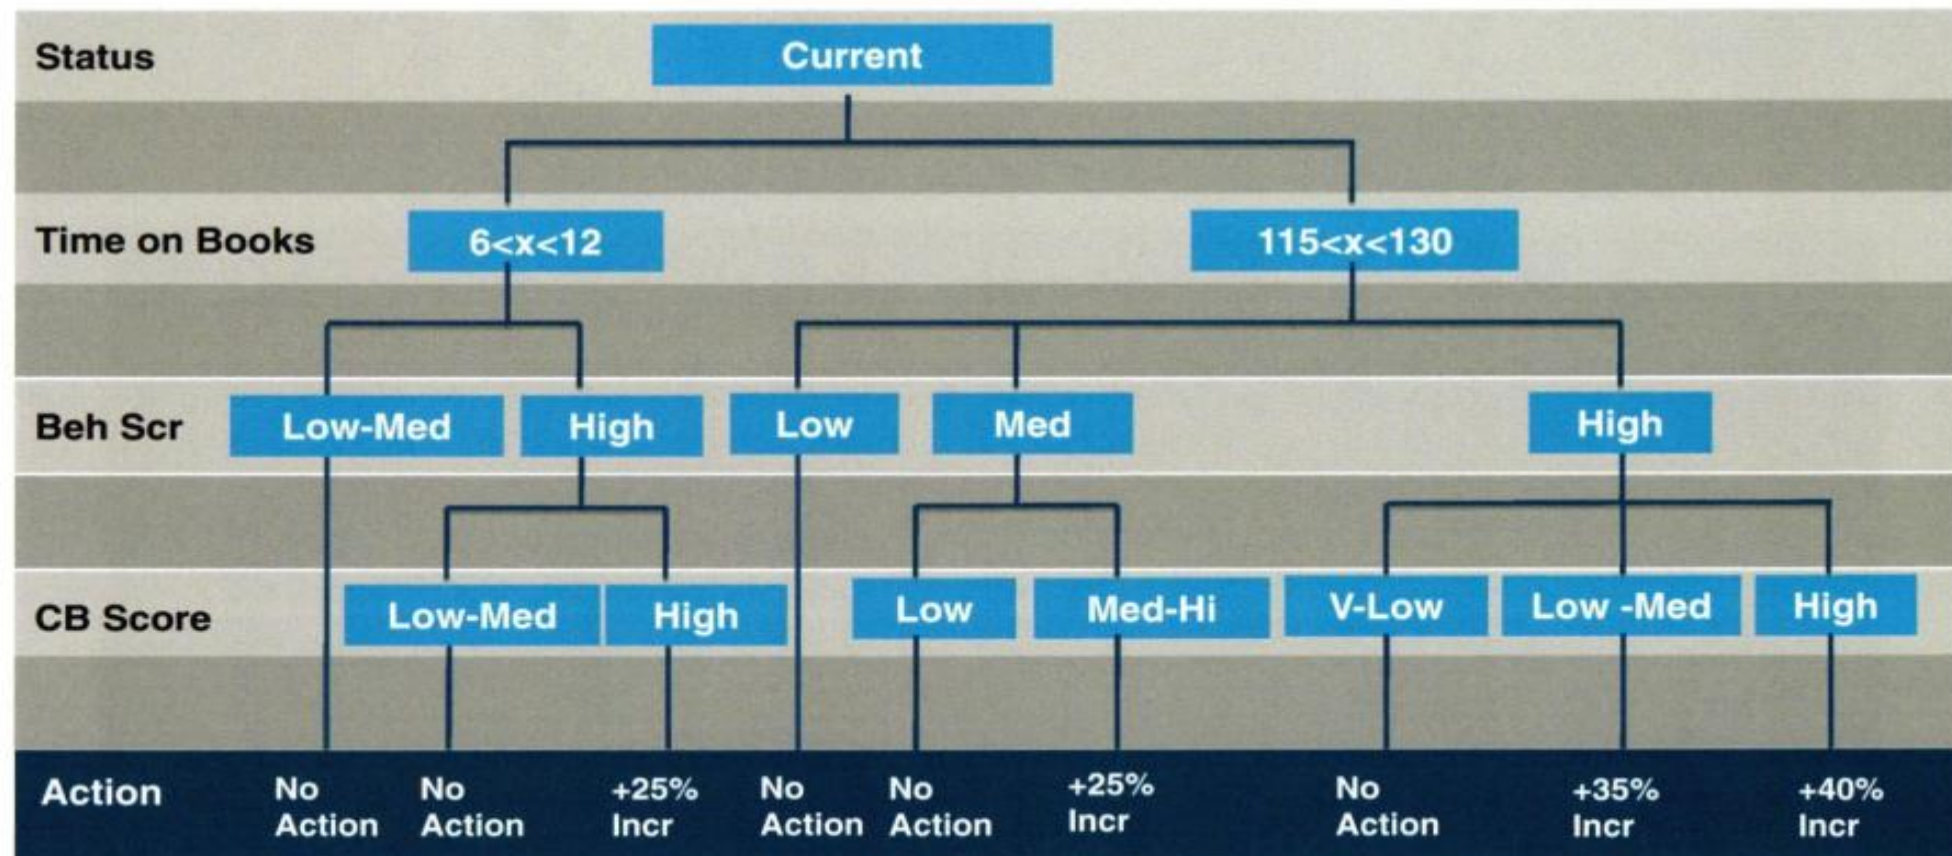 Status
Current
Time on Books
6<x<12
115<x<130
Beh Scr
Low-Med
High
Low
Med
High
CB Score
Low-Med
High
Low
Med-Hi
V-Low
Low -Med
High
Action
No
Action
No
Action
+25%
Incr
No
Action
No
Action
+25%
Incr
No
Action
+35%
Incr
+40%
Incr